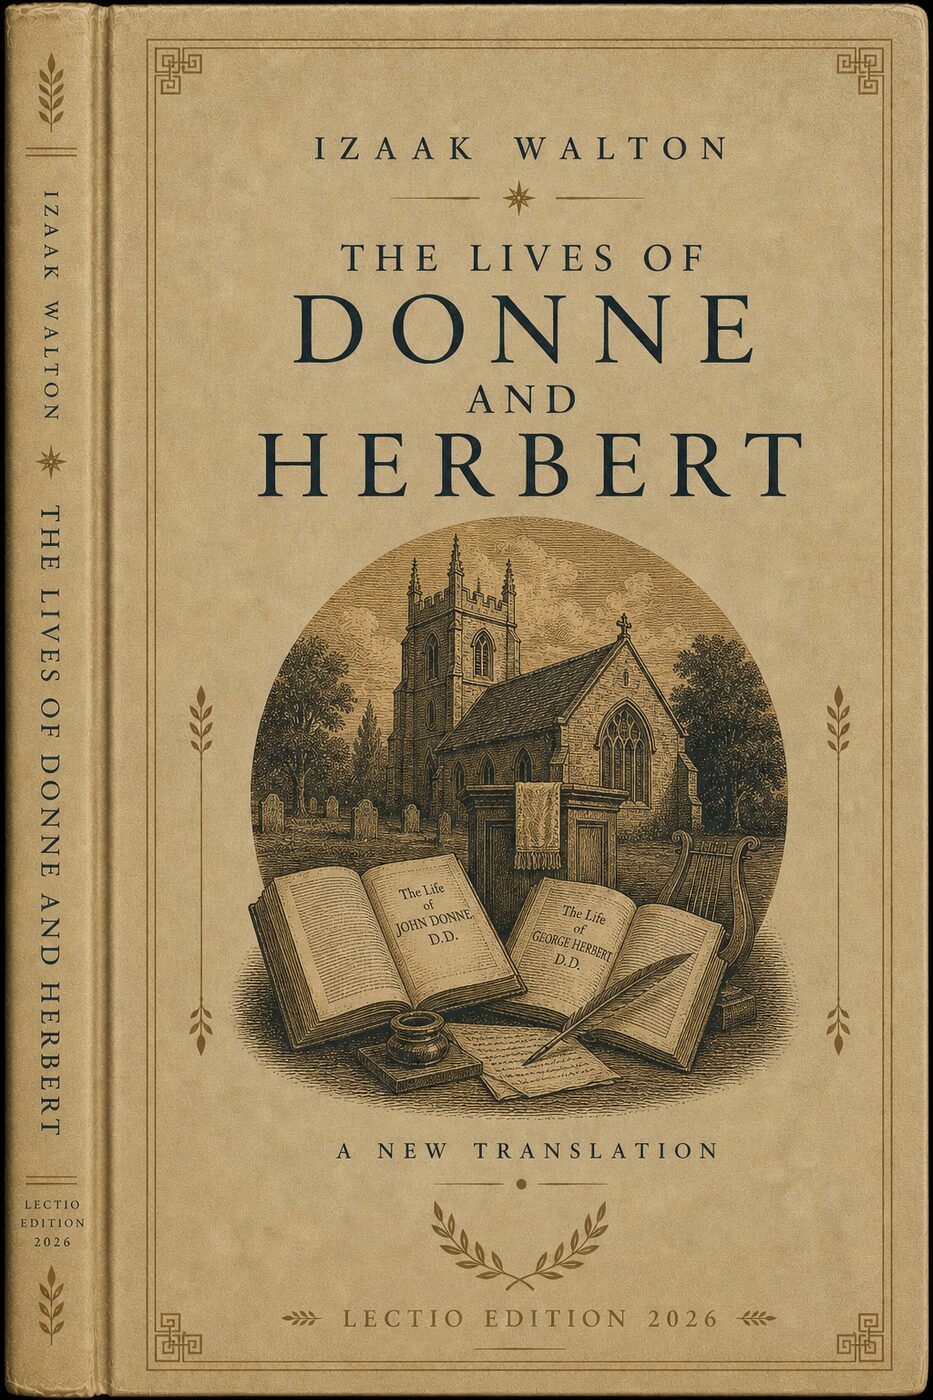 IZAAK WALTON
THE LIVES OF
DONNE
AND
HERBERT
The Life
of
JOHN DONNE,
D.D.
The Life
of
GEORGE HERBERT
D.D.
A NEW TRANSLATION
LECTIO EDITION 2026
IZAAK WALTON
THE LIVES OF DONNE AND HERBERT
LECTIO
EDITION
2026